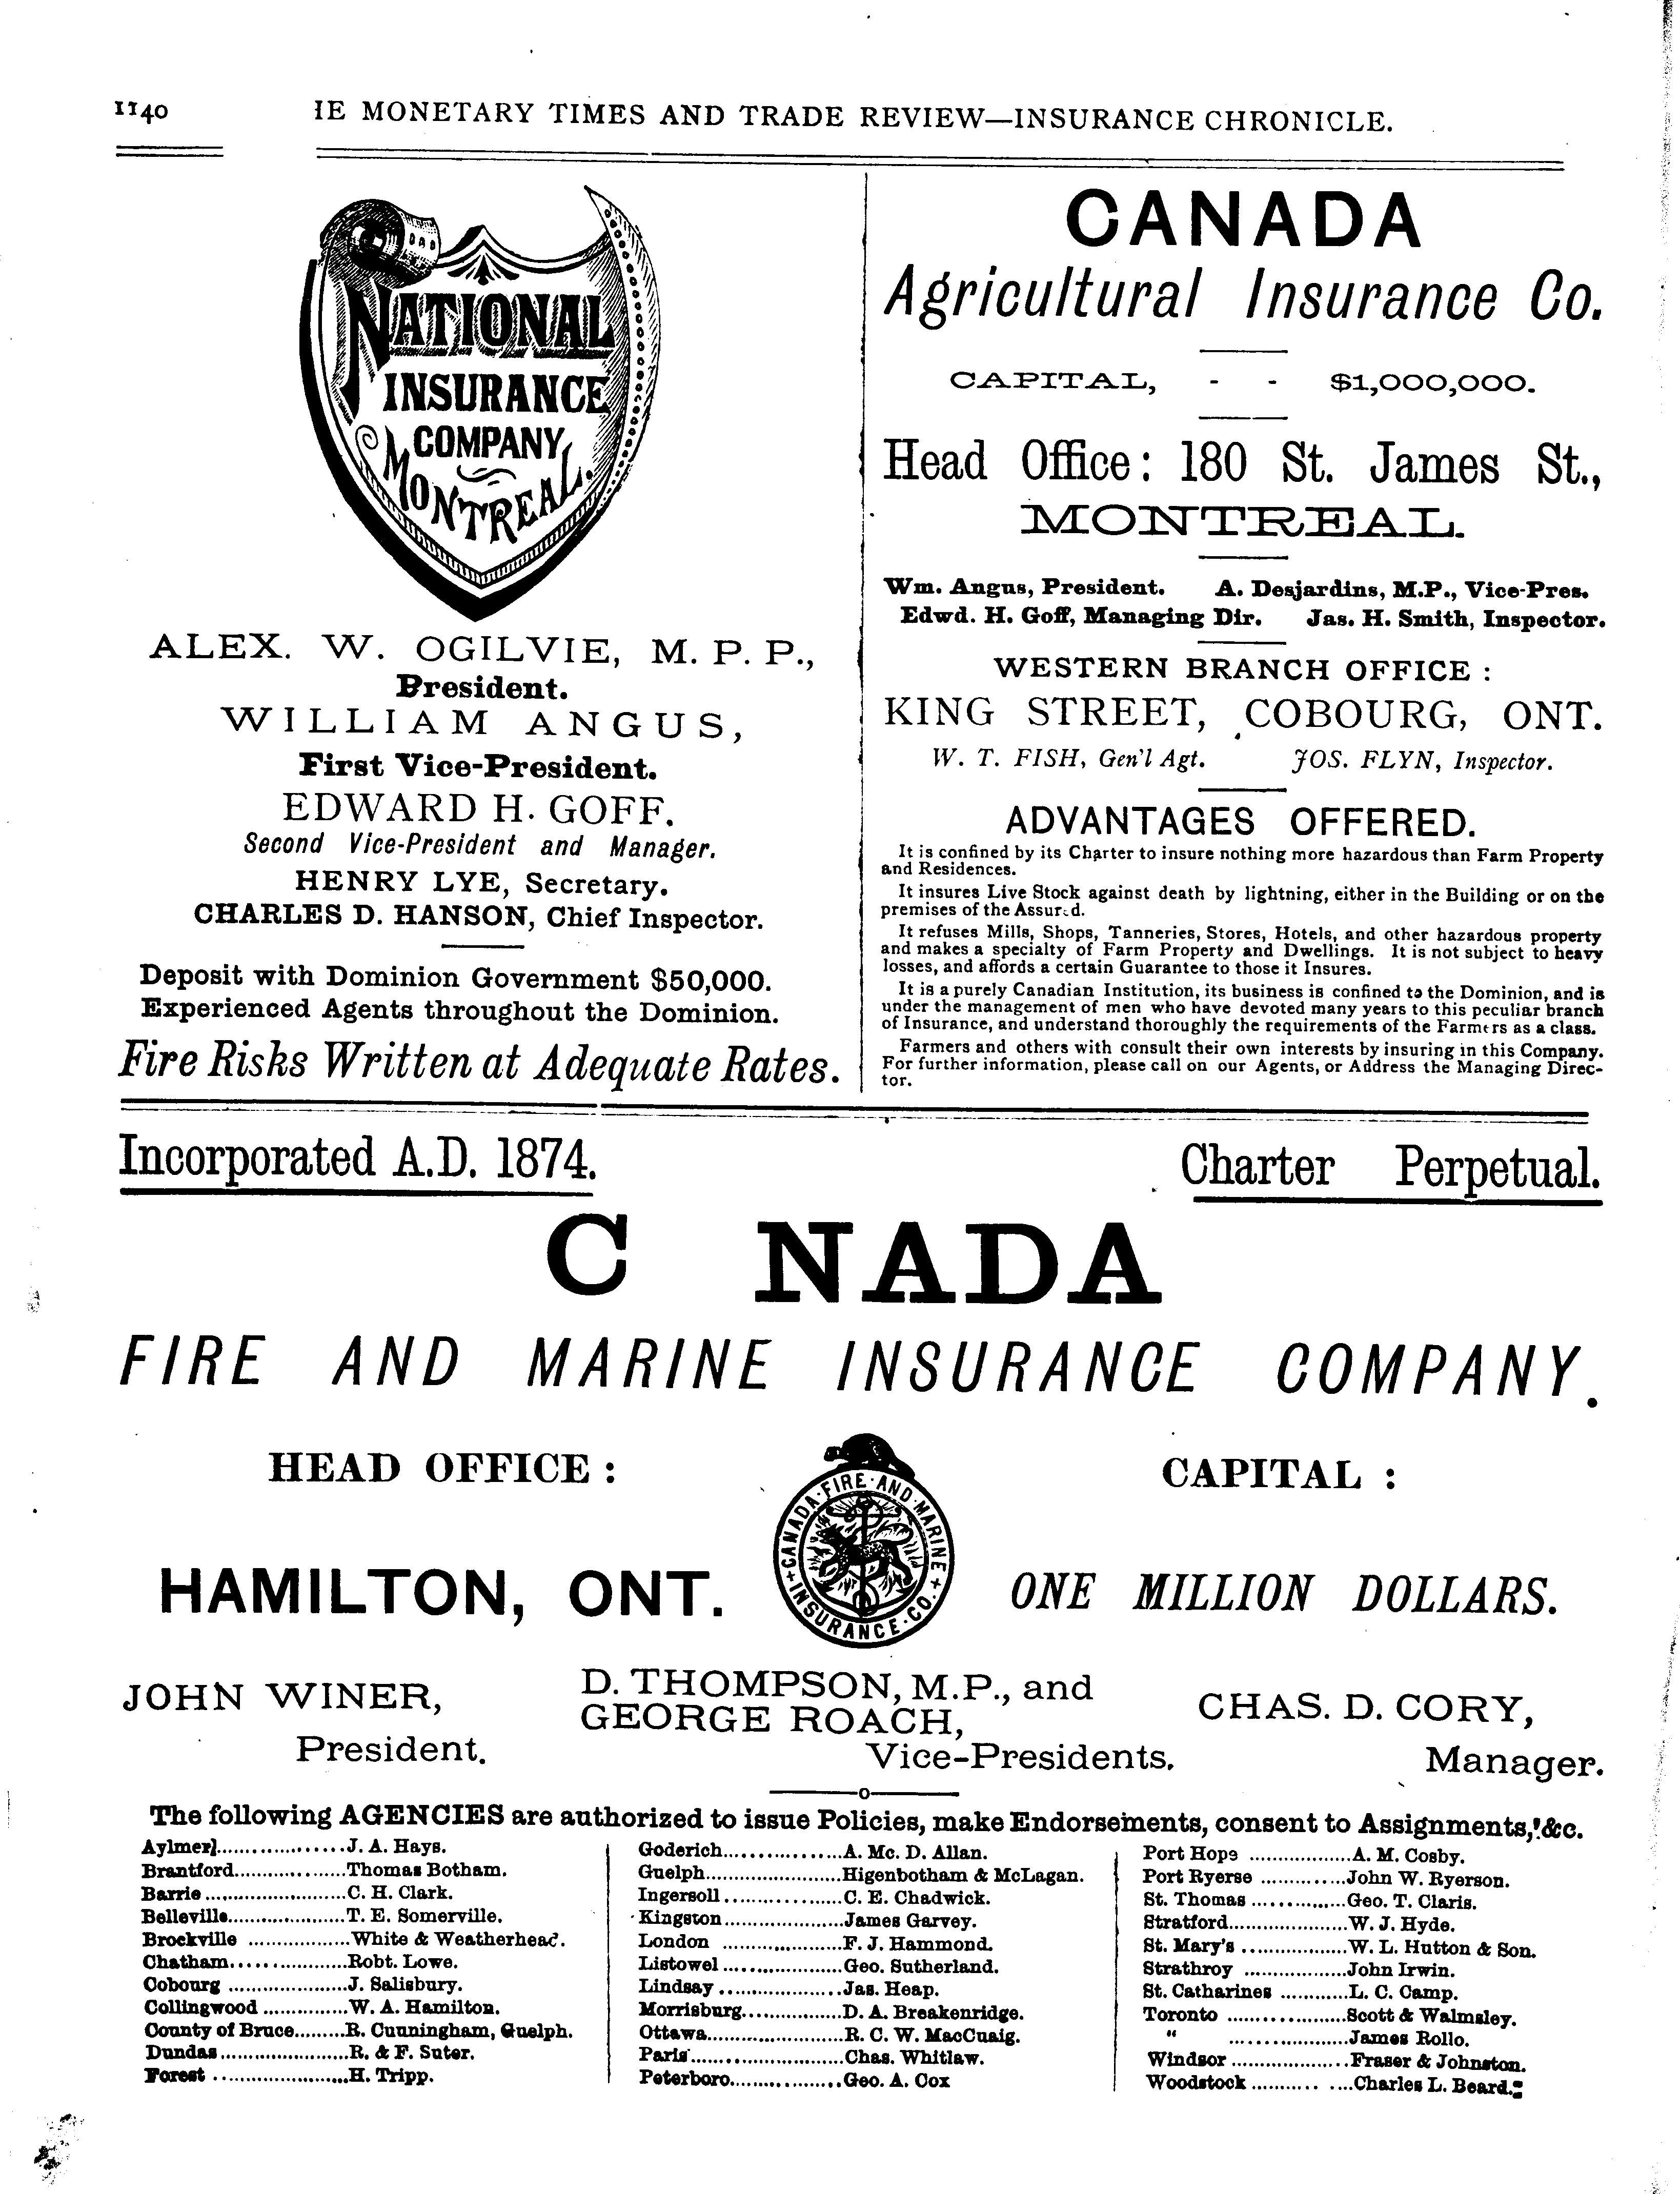 1140
IE MONETARY TIMES AND TRADE REVIEW—INSURANCE CHRONICLE.
NATIONAL
INSURANCE
COMPANY
MONTREAL.
ALEX. W. OGILVIE, M. P. P.,
President.
WILLIAM ANGUS,
First Vice-President.
EDWARD H. GOFF.
Second Vice-President and Manager.
HENRY LYE, Secretary.
CHARLES D. HANSON, Chief Inspector.
Deposit with Dominion Government $50,000.
Experienced Agents throughout the Dominion.
Fire Risks Written at Adequate Rates.
CANADA
Agricultural Insurance Co.
CAPITAL, - - $1,000,000.
Head Office: 180 St. James St.,
MONTREAL.
Wm. Angus, President. A. Desjardins, M.P., Vice-Pres.
Edwd. H. Goff, Managing Dir. Jas. H. Smith, Inspector.
WESTERN BRANCH OFFICE :
KING STREET, COBOURG, ONT.
W. T. FISH, Gen'l Agt. JOS. FLYN, Inspector.
ADVANTAGES OFFERED.
It is confined by its Charter to insure nothing more hazardous than Farm Property
and Residences.
It insures Live Stock against death by lightning, either in the Building or on the
premises of the Assured.
It refuses Mills, Shops, Tanneries, Stores, Hotels, and other hazardous property
and makes a specialty of Farm Property and Dwellings. It is not subject to heavy
losses, and affords a certain Guarantee to those it Insures.
It is a purely Canadian Institution, its business is confined to the Dominion, and is
under the management of men who have devoted many years to this peculiar branch
of Insurance, and understand thoroughly the requirements of the Farmers as a class.
Farmers and others with consult their own interests by insuring in this Company.
For further information, please call on our Agents, or Address the Managing Direc-
tor.
Incorporated A.D. 1874. Charter Perpetual.
C NADA
FIRE AND MARINE INSURANCE COMPANY.
HEAD OFFICE :
HAMILTON, ONT.
CANADA·FIRE·AND·MARINE
+INSURANCE·CO.+
CAPITAL :
ONE MILLION DOLLARS.
JOHN WINER,
President.
D. THOMPSON, M.P., and
GEORGE ROACH,
Vice-Presidents.
CHAS. D. CORY,
Manager.
The following AGENCIES are authorized to issue Policies, make Endorsements, consent to Assignments, &c.
Aylmer....................J. A. Hays.
Brantford.................Thomas Botham.
Barrie.......................C. H. Clark.
Belleville....................T. E. Somerville.
Brockville .................White & Weatherhead.
Chatham....................Robt. Lowe.
Cobourg ....................J. Salisbury.
Collingwood ..............W. A. Hamilton.
County of Bruce.........R. Cunningham, Guelph.
Dundas......................R. & F. Suter.
Forest .......................H. Tripp.
Goderich....................A. Mc. D. Allan.
Guelph.......................Higenbotham & McLagan.
Ingersoll....................C. E. Chadwick.
Kingston....................James Garvey.
London ....................F. J. Hammond.
Listowel ....................Geo. Sutherland.
Lindsay .....................Jas. Heap.
Morrisburg.................D. A. Breakenridge.
Ottawa.......................R. C. W. MacCuaig.
Paris..........................Chas. Whitlaw.
Peterboro...................Geo. A. Cox
Port Hope .................A. M. Cosby.
Port Ryerse ..............John W. Ryerson.
St. Thomas ...............Geo. T. Claris.
Stratford....................W. J. Hyde.
St. Mary's ..................W. L. Hutton & Son.
Strathroy .................John Irwin.
St. Catharines ...........L. C. Camp.
Toronto ....................Scott & Walmsley.
" ....................James Rollo.
Windsor ....................Fraser & Johnston.
Woodstock ...............Charles L. Beard.